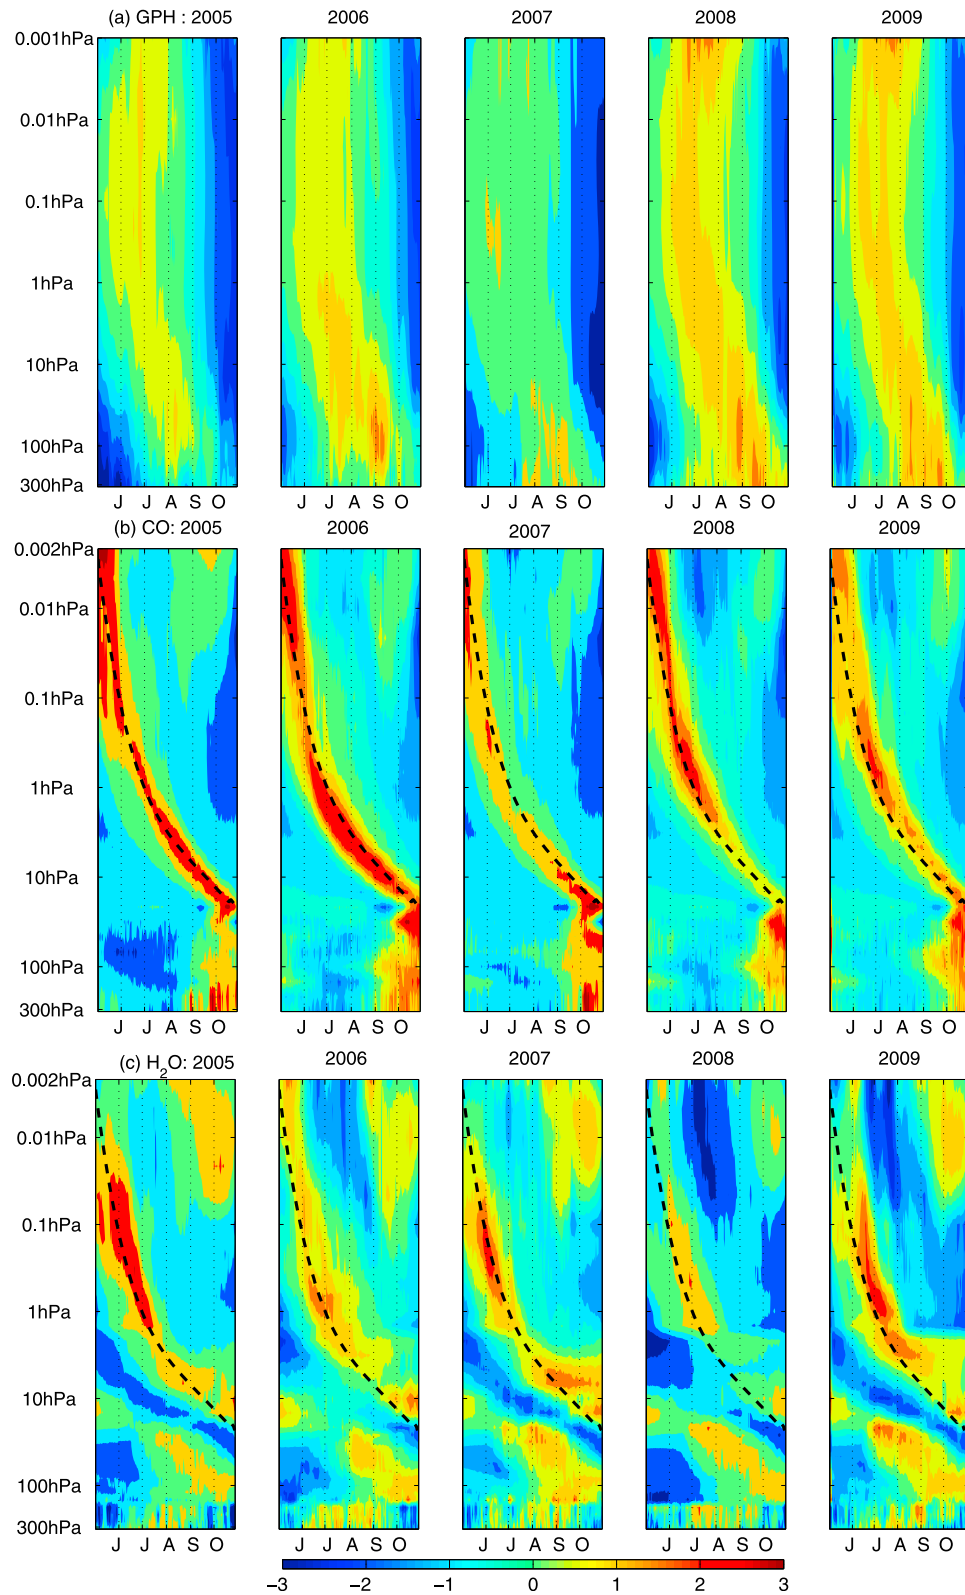 (a) GPH : 2005 2006 2007 2008 2009
0.001hPa
0.01hPa
0.1hPa
1hPa
10hPa
100hPa
300hPa
J J A S O J J A S O J J A S O J J A S O J J A S O
(b) CO: 2005 2006 2007 2008 2009
0.002hPa
0.01hPa
0.1hPa
1hPa
10hPa
100hPa
300hPa
J J A S O J J A S O J J A S O J J A S O J J A S O
(c) H2O: 2005 2006 2007 2008 2009
0.002hPa
0.01hPa
0.1hPa
1hPa
10hPa
100hPa
300hPa
J J A S O J J A S O J J A S O J J A S O J J A S O
−3 −2 −1 0 1 2 3